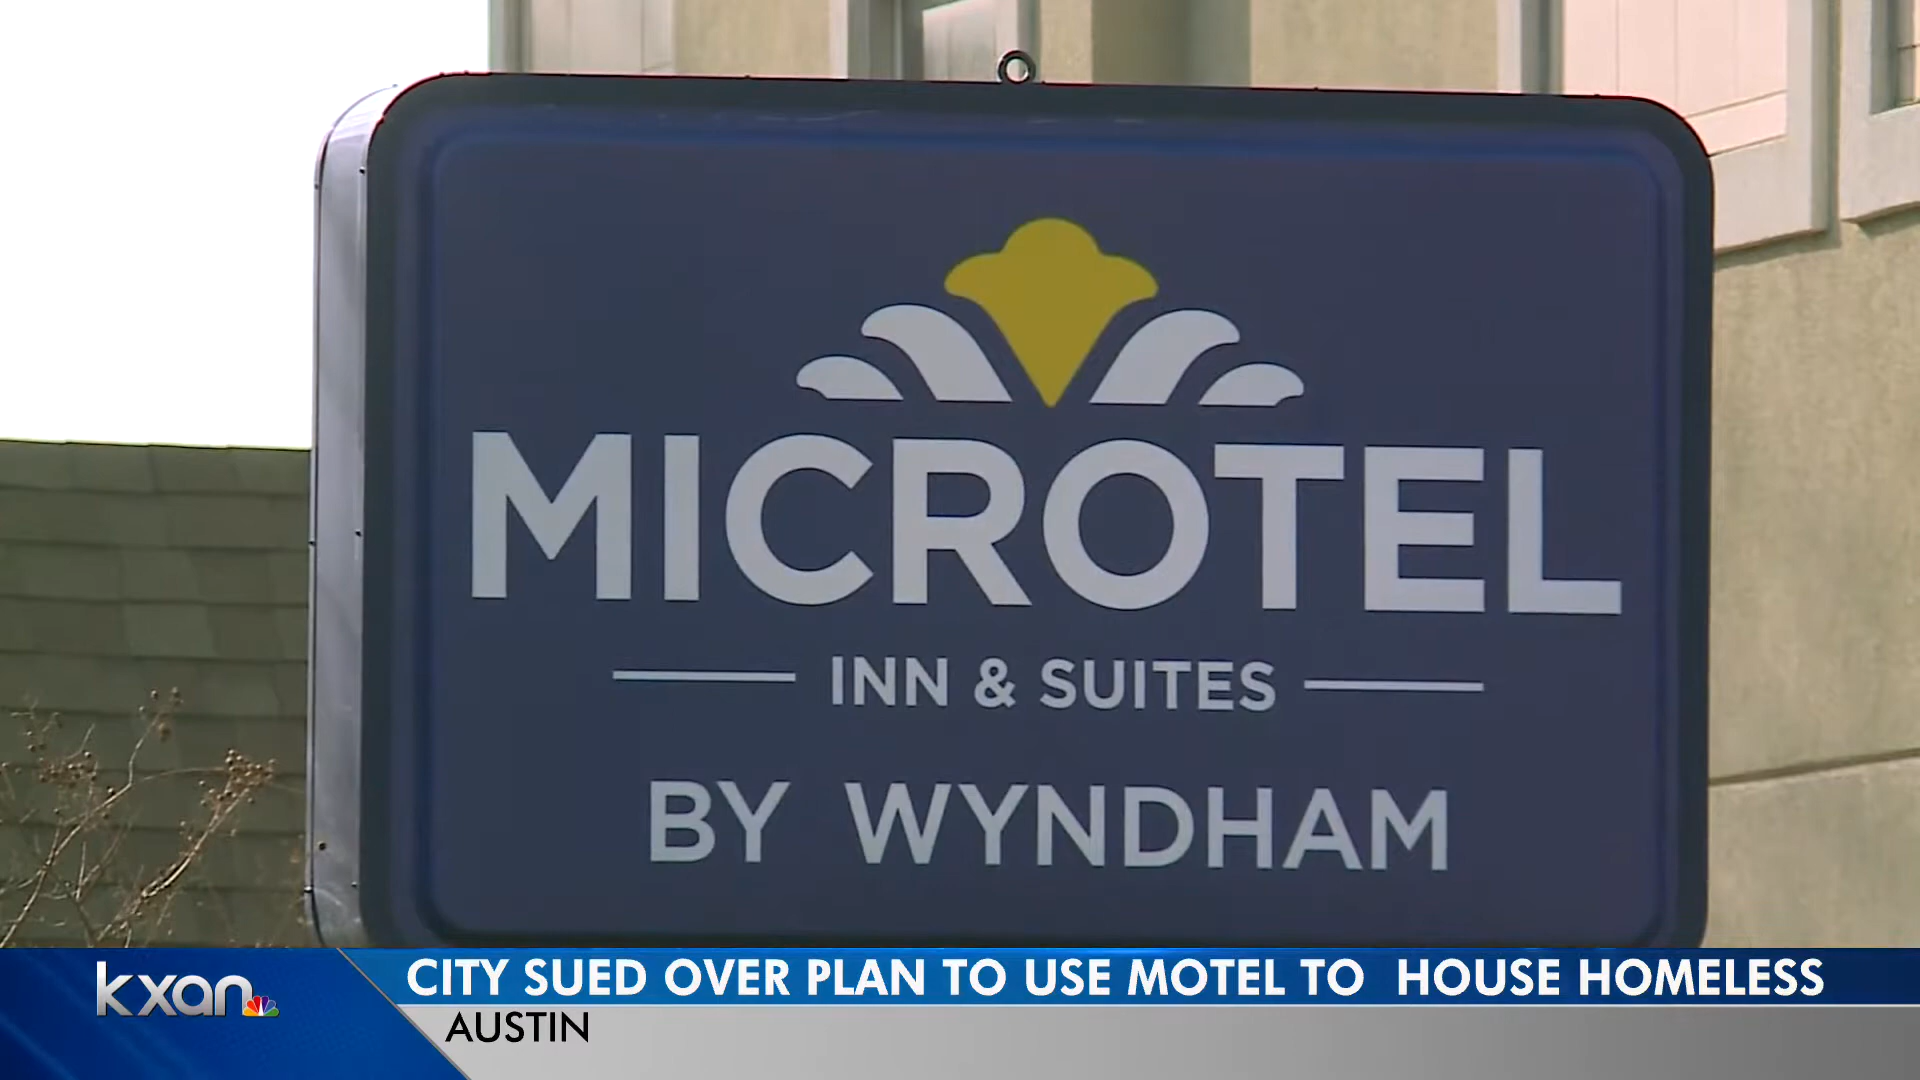 MICROTEL
INN & SUITES
BY WYNDHAM
kxan
CITY SUED OVER PLAN TO USE MOTEL TO HOUSE HOMELESS
AUSTIN